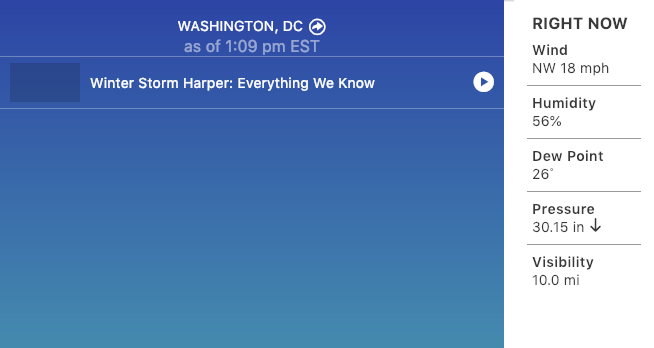 WASHINGTON, DC
as of 1:09 pm EST
Winter Storm Harper: Everything We Know
RIGHT NOW
Wind
NW 18 mph
Humidity
56%
Dew Point
26°
Pressure
30.15 in ↓
Visibility
10.0 mi